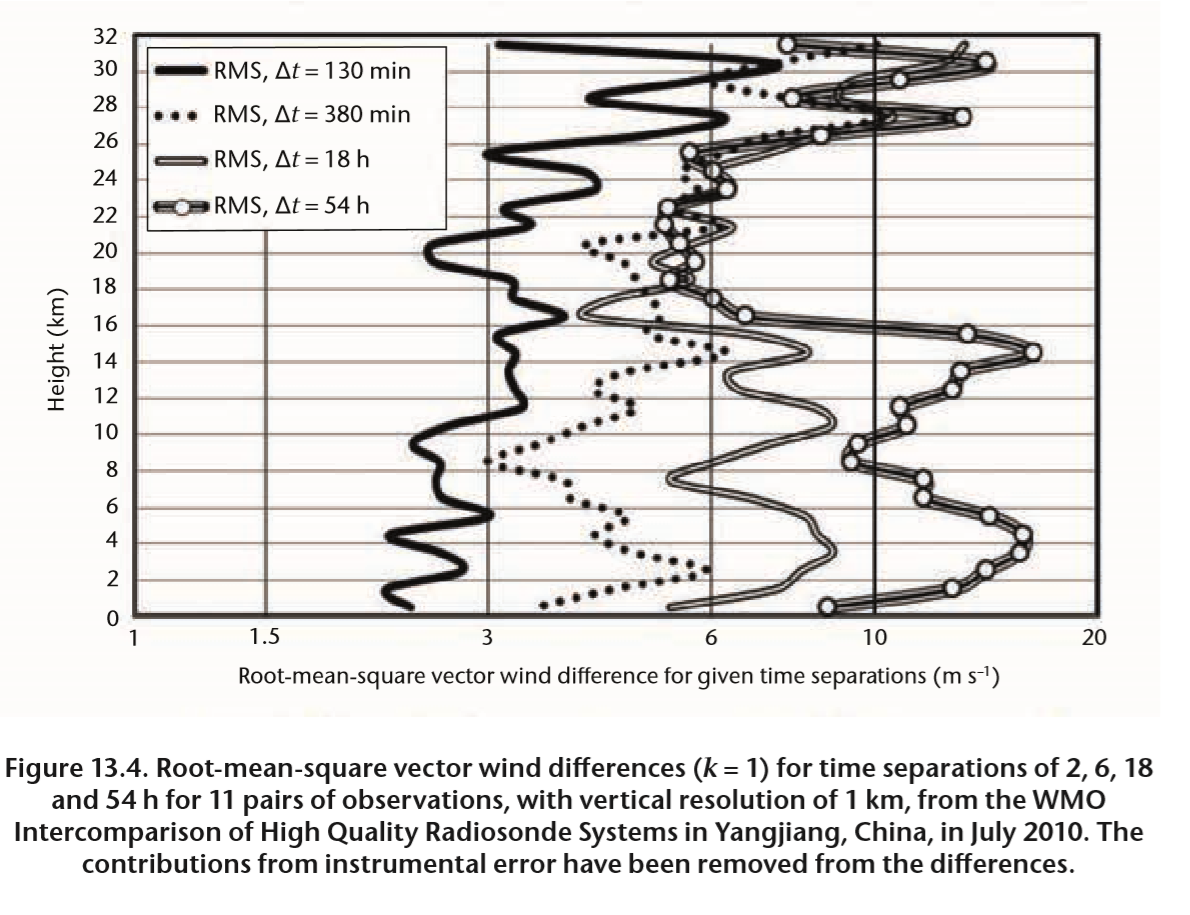 32
30
28
26
24
22
20
18
16
14
12
10
8
6
4
2
0
Height (km)
RMS, Δt = 130 min
RMS, Δt = 380 min
RMS, Δt = 18 h
RMS, Δt = 54 h
1 1.5 3 6 10 20
Root-mean-square vector wind difference for given time separations (m s⁻¹)
Figure 13.4. Root-mean-square vector wind differences (k = 1) for time separations of 2, 6, 18
and 54 h for 11 pairs of observations, with vertical resolution of 1 km, from the WMO
Intercomparison of High Quality Radiosonde Systems in Yangjiang, China, in July 2010. The
contributions from instrumental error have been removed from the differences.